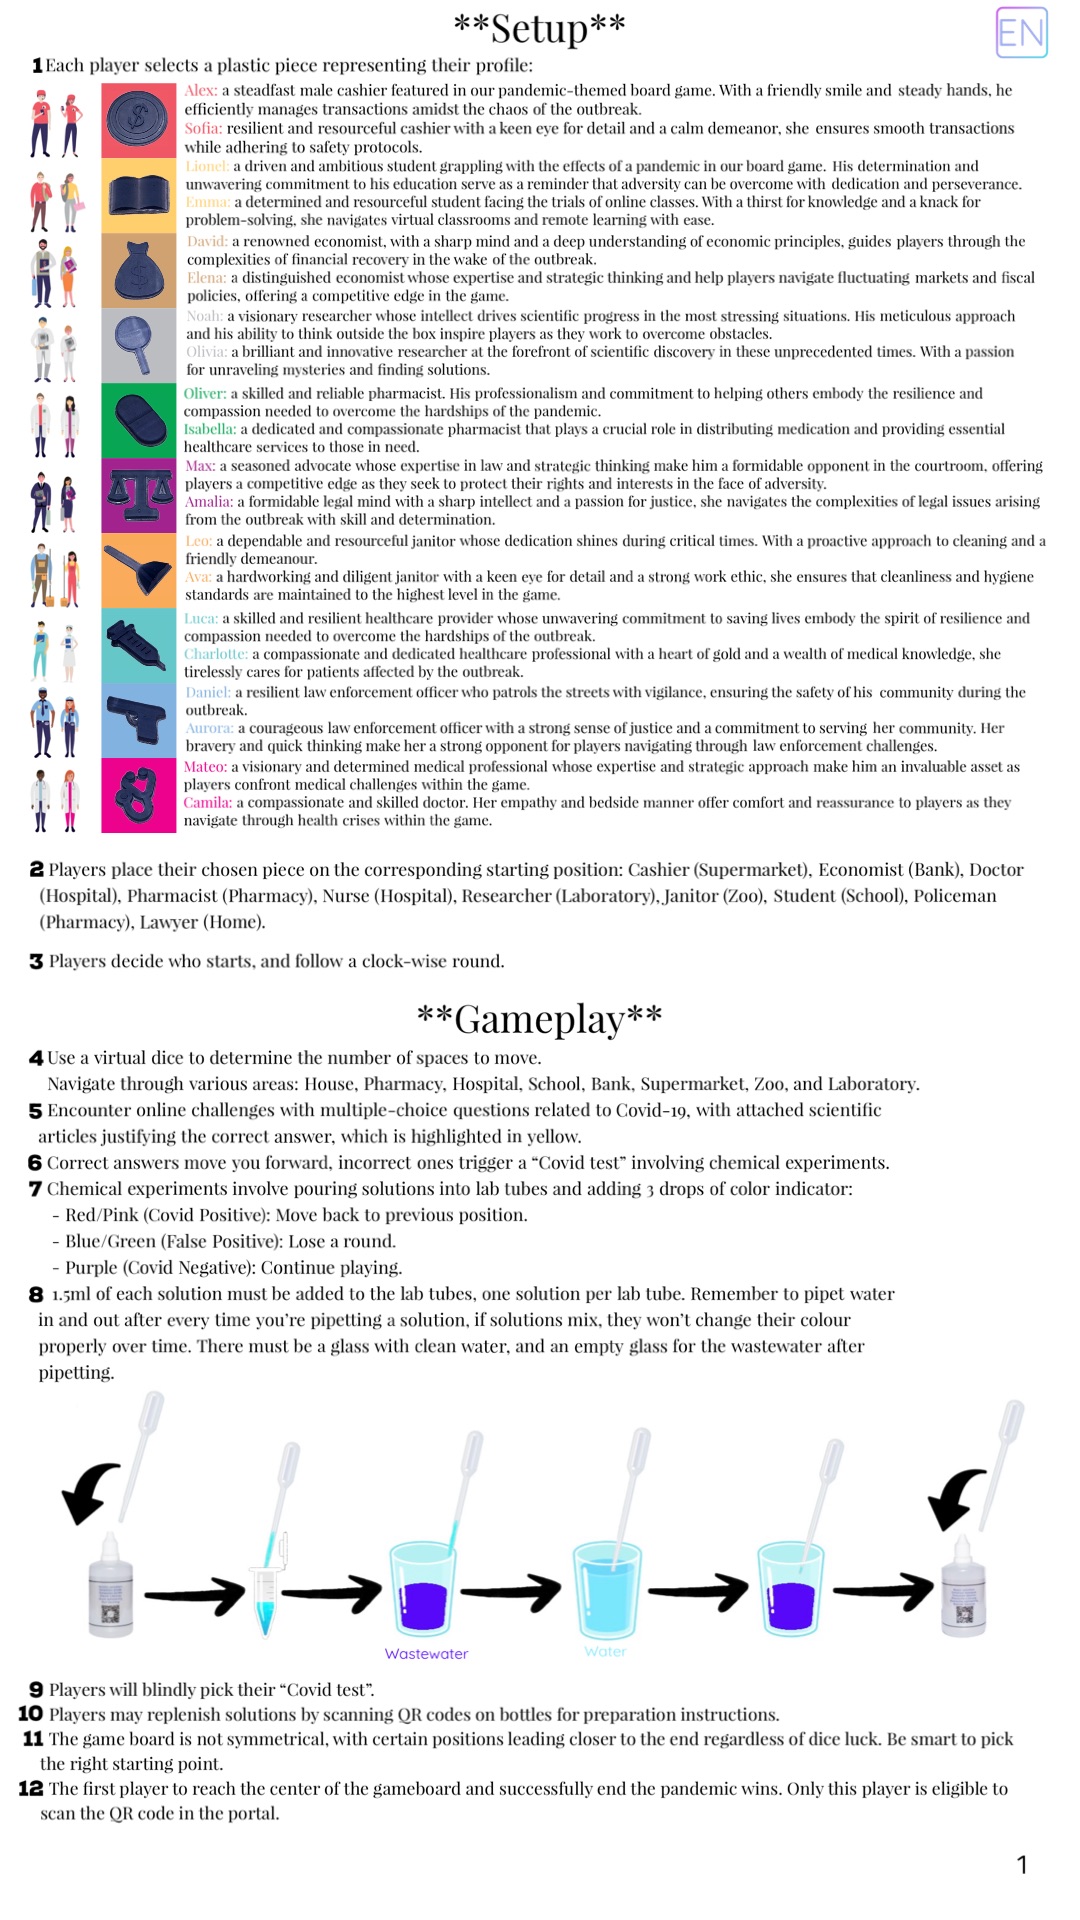 **Setup**
EN
1 Each player selects a plastic piece representing their profile:
Alex: a steadfast male cashier featured in our pandemic-themed board game. With a friendly smile and steady hands, he
efficiently manages transactions amidst the chaos of the outbreak.
Sofia: resilient and resourceful cashier with a keen eye for detail and a calm demeanor, she ensures smooth transactions
while adhering to safety protocols.
Lionel: a driven and ambitious student grappling with the effects of a pandemic in our board game. His determination and
unwavering commitment to his education serve as a reminder that adversity can be overcome with dedication and perseverance.
Emma: a determined and resourceful student facing the trials of online classes. With a thirst for knowledge and a knack for
problem-solving, she navigates virtual classrooms and remote learning with ease.
David: a renowned economist, with a sharp mind and a deep understanding of economic principles, guides players through the
complexities of financial recovery in the wake of the outbreak.
Elena: a distinguished economist whose expertise and strategic thinking and help players navigate fluctuating markets and fiscal
policies, offering a competitive edge in the game.
Noah: a visionary researcher whose intellect drives scientific progress in the most stressing situations. His meticulous approach
and his ability to think outside the box inspire players as they work to overcome obstacles.
Olivia: a brilliant and innovative researcher at the forefront of scientific discovery in these unprecedented times. With a passion
for unraveling mysteries and finding solutions.
Oliver: a skilled and reliable pharmacist. His professionalism and commitment to helping others embody the resilience and
compassion needed to overcome the hardships of the pandemic.
Isabella: a dedicated and compassionate pharmacist that plays a crucial role in distributing medication and providing essential
healthcare services to those in need.
Max: a seasoned advocate whose expertise in law and strategic thinking make him a formidable opponent in the courtroom, offering
players a competitive edge as they seek to protect their rights and interests in the face of adversity.
Amalia: a formidable legal mind with a sharp intellect and a passion for justice, she navigates the complexities of legal issues arising
from the outbreak with skill and determination.
Leo: a dependable and resourceful janitor whose dedication shines during critical times. With a proactive approach to cleaning and a
friendly demeanour.
Ava: a hardworking and diligent janitor with a keen eye for detail and a strong work ethic, she ensures that cleanliness and hygiene
standards are maintained to the highest level in the game.
Luca: a skilled and resilient healthcare provider whose unwavering commitment to saving lives embody the spirit of resilience and
compassion needed to overcome the hardships of the outbreak.
Charlotte: a compassionate and dedicated healthcare professional with a heart of gold and a wealth of medical knowledge, she
tirelessly cares for patients affected by the outbreak.
Daniel: a resilient law enforcement officer who patrols the streets with vigilance, ensuring the safety of his community during the
outbreak.
Aurora: a courageous law enforcement officer with a strong sense of justice and a commitment to serving her community. Her
bravery and quick thinking make her a strong opponent for players navigating through law enforcement challenges.
Mateo: a visionary and determined medical professional whose expertise and strategic approach make him an invaluable asset as
players confront medical challenges within the game.
Camila: a compassionate and skilled doctor. Her empathy and bedside manner offer comfort and reassurance to players as they
navigate through health crises within the game.
2 Players place their chosen piece on the corresponding starting position: Cashier (Supermarket), Economist (Bank), Doctor
(Hospital), Pharmacist (Pharmacy), Nurse (Hospital), Researcher (Laboratory), Janitor (Zoo), Student (School), Policeman
(Pharmacy), Lawyer (Home).
3 Players decide who starts, and follow a clock-wise round.
**Gameplay**
4 Use a virtual dice to determine the number of spaces to move.
Navigate through various areas: House, Pharmacy, Hospital, School, Bank, Supermarket, Zoo, and Laboratory.
5 Encounter online challenges with multiple-choice questions related to Covid-19, with attached scientific
articles justifying the correct answer, which is highlighted in yellow.
6 Correct answers move you forward, incorrect ones trigger a “Covid test” involving chemical experiments.
7 Chemical experiments involve pouring solutions into lab tubes and adding 3 drops of color indicator:
- Red/Pink (Covid Positive): Move back to previous position.
- Blue/Green (False Positive): Lose a round.
- Purple (Covid Negative): Continue playing.
8 1.5ml of each solution must be added to the lab tubes, one solution per lab tube. Remember to pipet water
in and out after every time you’re pipetting a solution, if solutions mix, they won’t change their colour
properly over time. There must be a glass with clean water, and an empty glass for the wastewater after
pipetting.
Wastewater
Water
9 Players will blindly pick their “Covid test”.
10 Players may replenish solutions by scanning QR codes on bottles for preparation instructions.
11 The game board is not symmetrical, with certain positions leading closer to the end regardless of dice luck. Be smart to pick
the right starting point.
12 The first player to reach the center of the gameboard and successfully end the pandemic wins. Only this player is eligible to
scan the QR code in the portal.
1